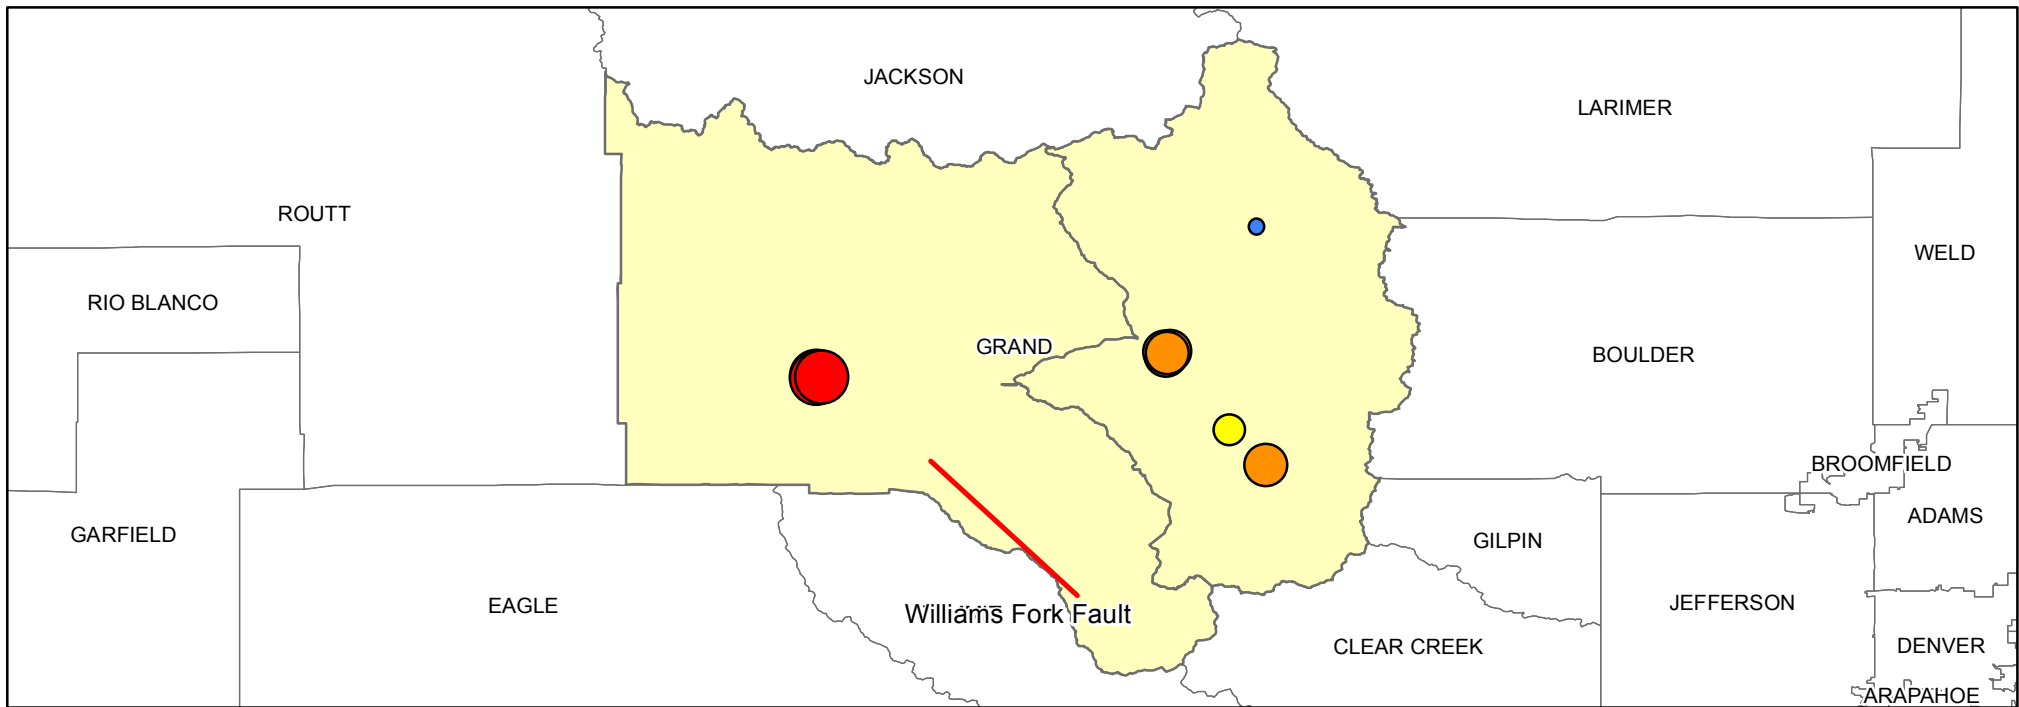 JACKSON
LARIMER
ROUTT
WELD
RIO BLANCO
GRAND
BOULDER
BROOMFIELD
ADAMS
GARFIELD
GILPIN
EAGLE
Williams Fork Fault
JEFFERSON
CLEAR CREEK
DENVER
ARAPAHOE